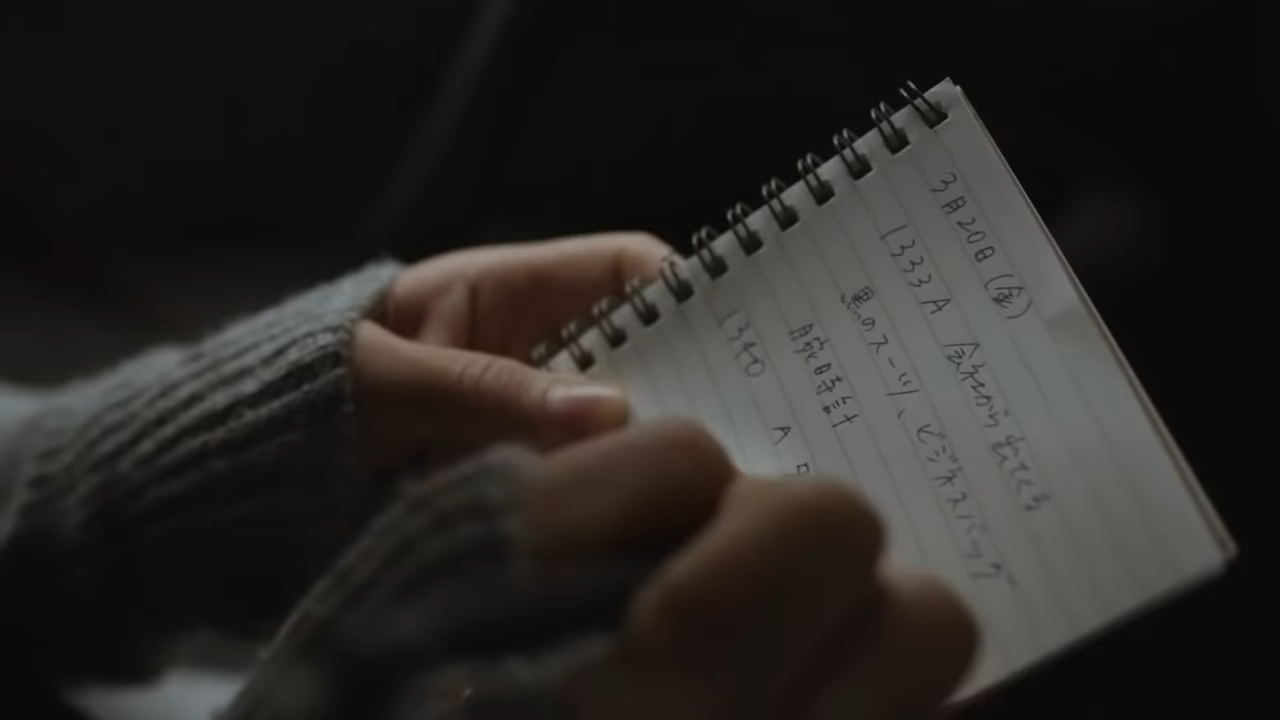 3月20日(金)
1333 A 会社から出てくる
黒のスーツ、ビジネスバック
腕時計
1340 A